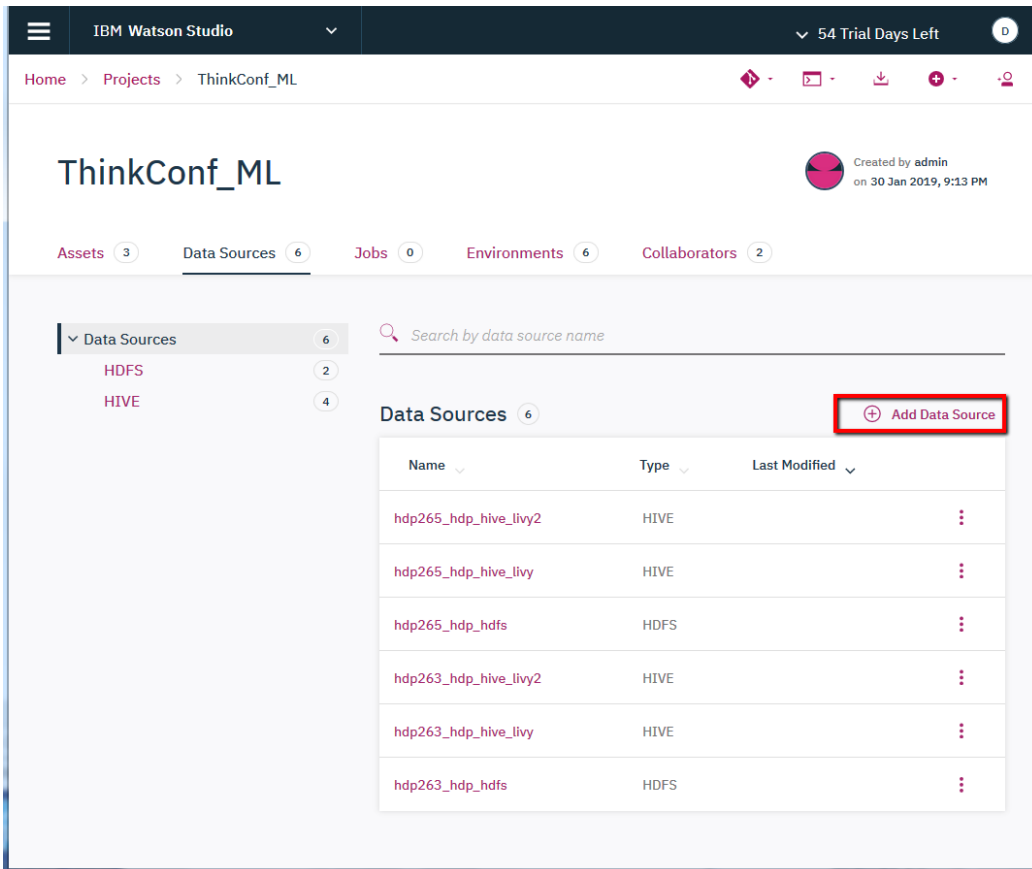 IBM Watson Studio
54 Trial Days Left
D
Home > Projects > ThinkConf_ML
ThinkConf_ML
Created by admin
on 30 Jan 2019, 9:13 PM
Assets 3 Data Sources 6 Jobs 0 Environments 6 Collaborators 2
Data Sources 6
HDFS 2
HIVE 4
Search by data source name
Data Sources 6
Add Data Source
Name Type Last Modified
hdp265_hdp_hive_livy2 HIVE
hdp265_hdp_hive_livy HIVE
hdp265_hdp_hdfs HDFS
hdp263_hdp_hive_livy2 HIVE
hdp263_hdp_hive_livy HIVE
hdp263_hdp_hdfs HDFS